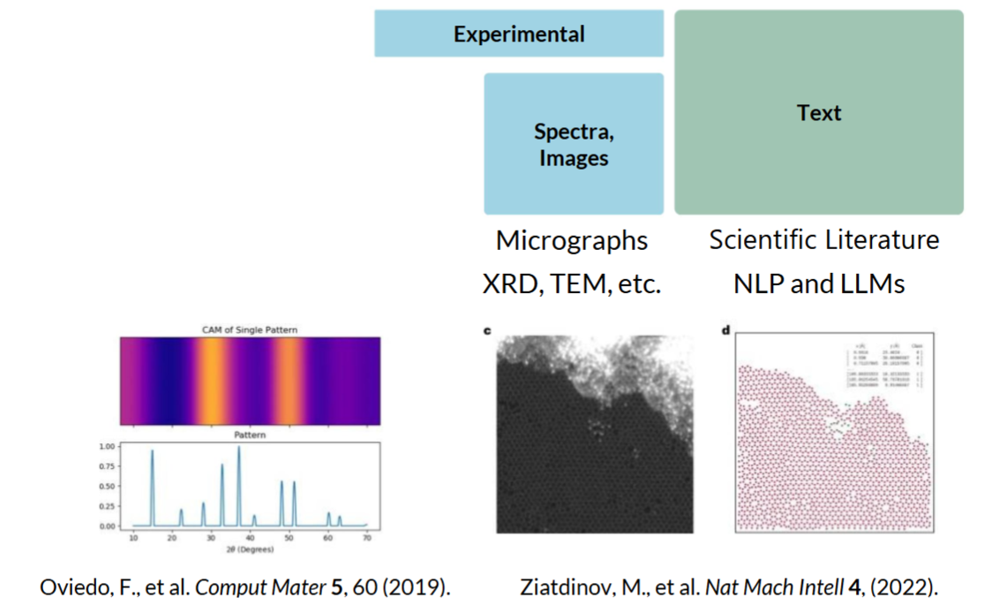 Experimental
Spectra,
Images
Text
Micrographs
XRD, TEM, etc.
Scientific Literature
NLP and LLMs
CAM of Single Pattern
Pattern
1.00
0.75
0.50
0.25
0.00
10 20 30 40 50 60 70
2θ (Degrees)
c
d
Class
Oviedo, F., et al. Comput Mater 5, 60 (2019).
Ziatdinov, M., et al. Nat Mach Intell 4, (2022).